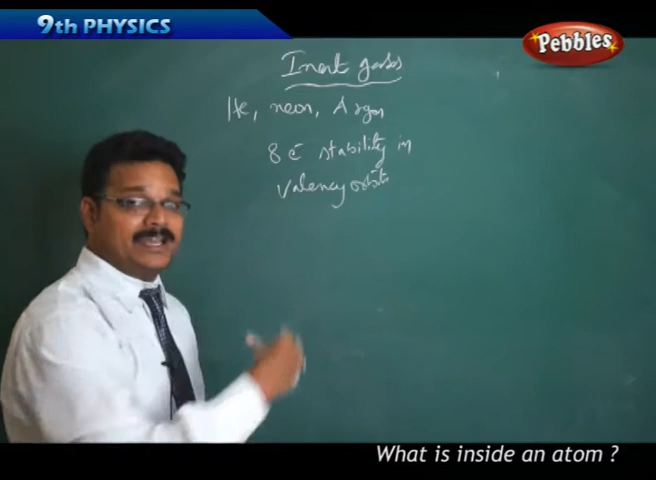 9th PHYSICS
Pebbles
Inert gases
He, neon, Argon
8 e⁻ stability in
valency orbits
What is inside an atom ?